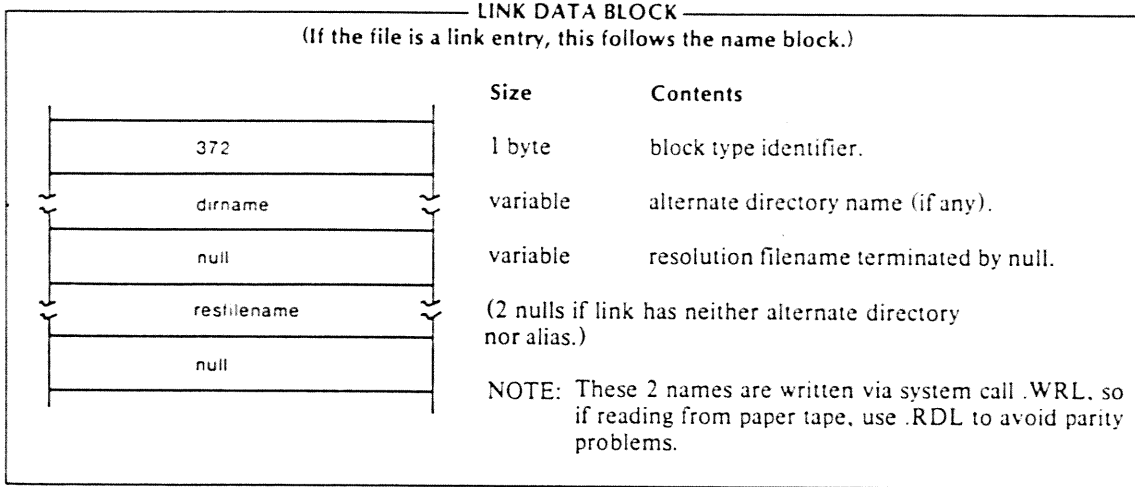 LINK DATA BLOCK
(If the file is a link entry, this follows the name block.)
Size Contents
372 1 byte block type identifier.
dirname variable alternate directory name (if any).
null variable resolution filename terminated by null.
resfilename (2 nulls if link has neither alternate directory
nor alias.)
null
NOTE: These 2 names are written via system call .WRL, so
if reading from paper tape, use .RDL to avoid parity
problems.